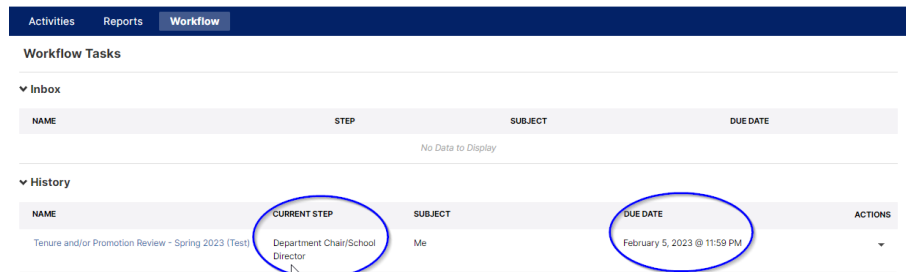 Activities Reports Workflow
Workflow Tasks
Inbox
NAME STEP SUBJECT DUE DATE
No Data to Display
History
NAME CURRENT STEP SUBJECT DUE DATE ACTIONS
Tenure and/or Promotion Review - Spring 2023 (Test) Department Chair/School Me February 5, 2023 @ 11:59 PM
Director